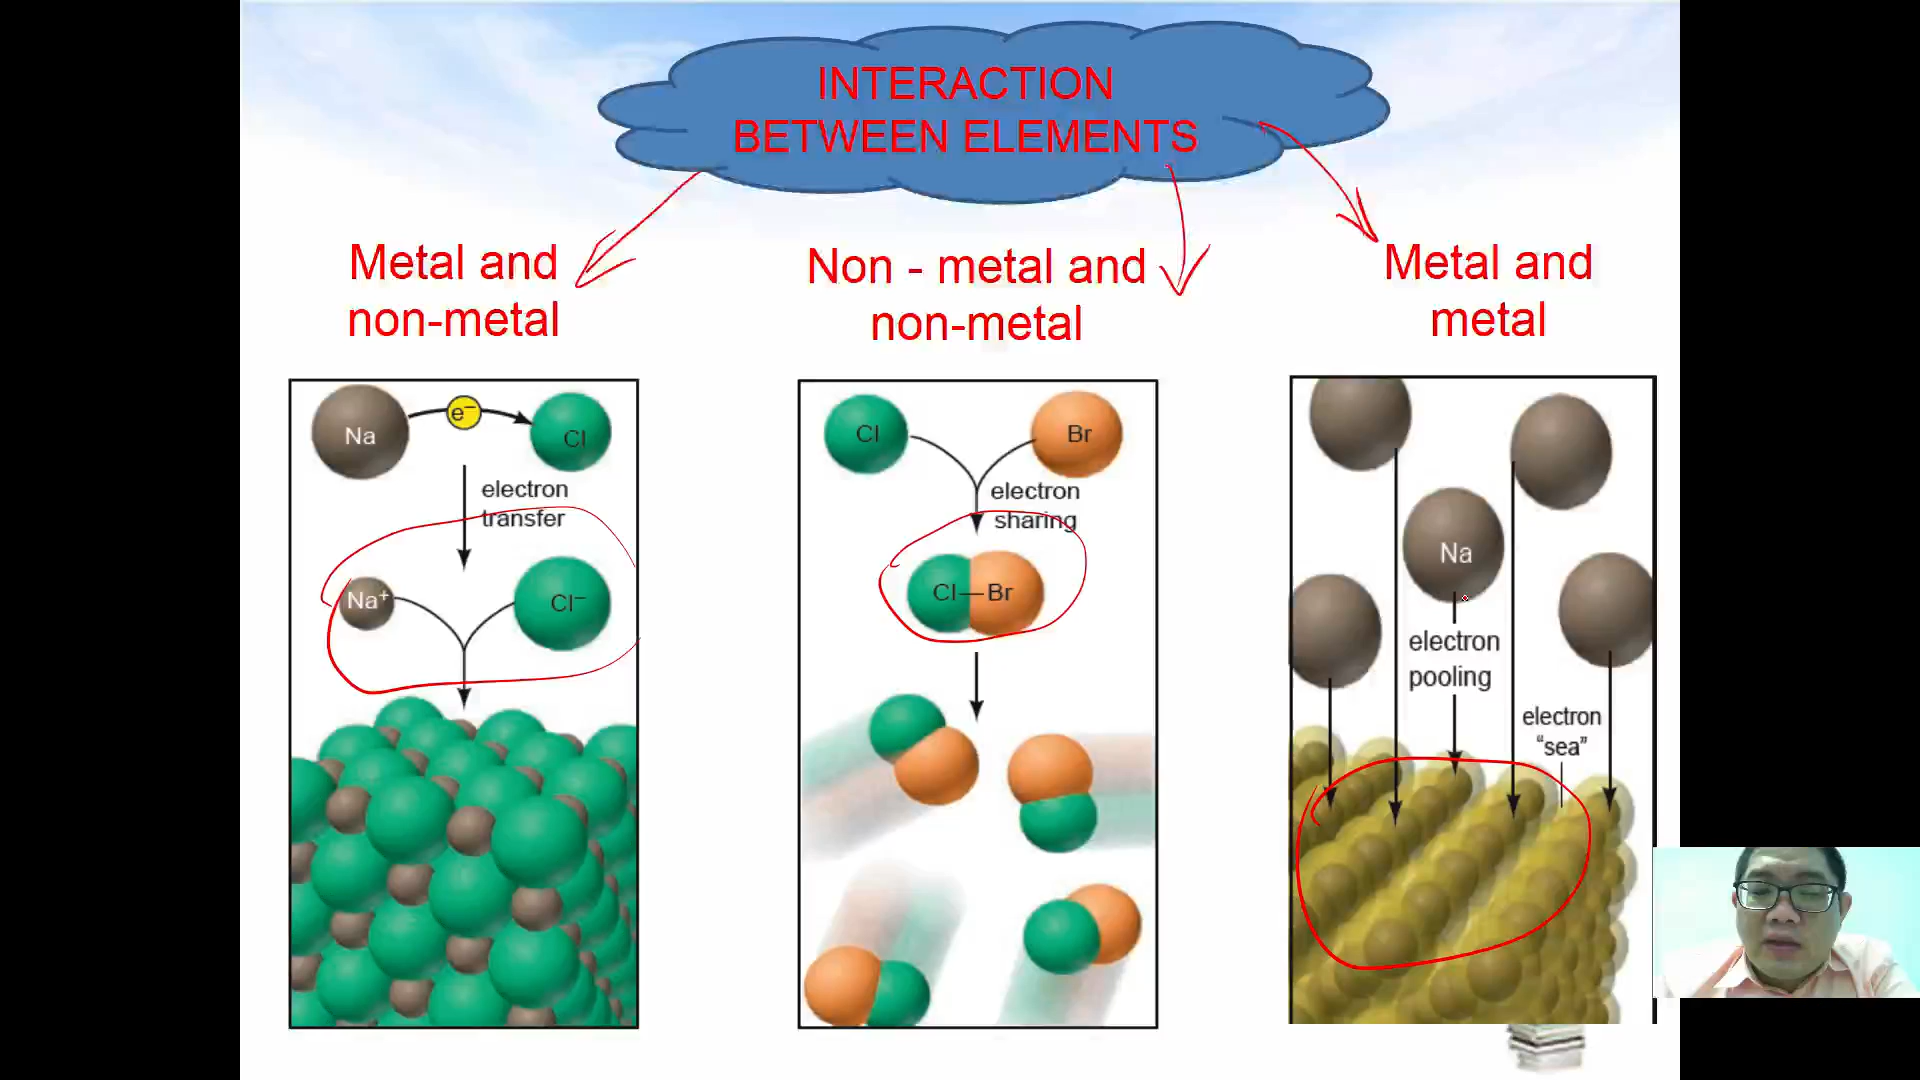 INTERACTION
BETWEEN ELEMENTS
Metal and
non-metal
Non - metal and
non-metal
Metal and
metal
Na
e⁻
Cl
electron
transfer
Na⁺
Cl⁻
Cl
Br
electron
sharing
Cl—Br
Na
electron
pooling
electron
“sea”